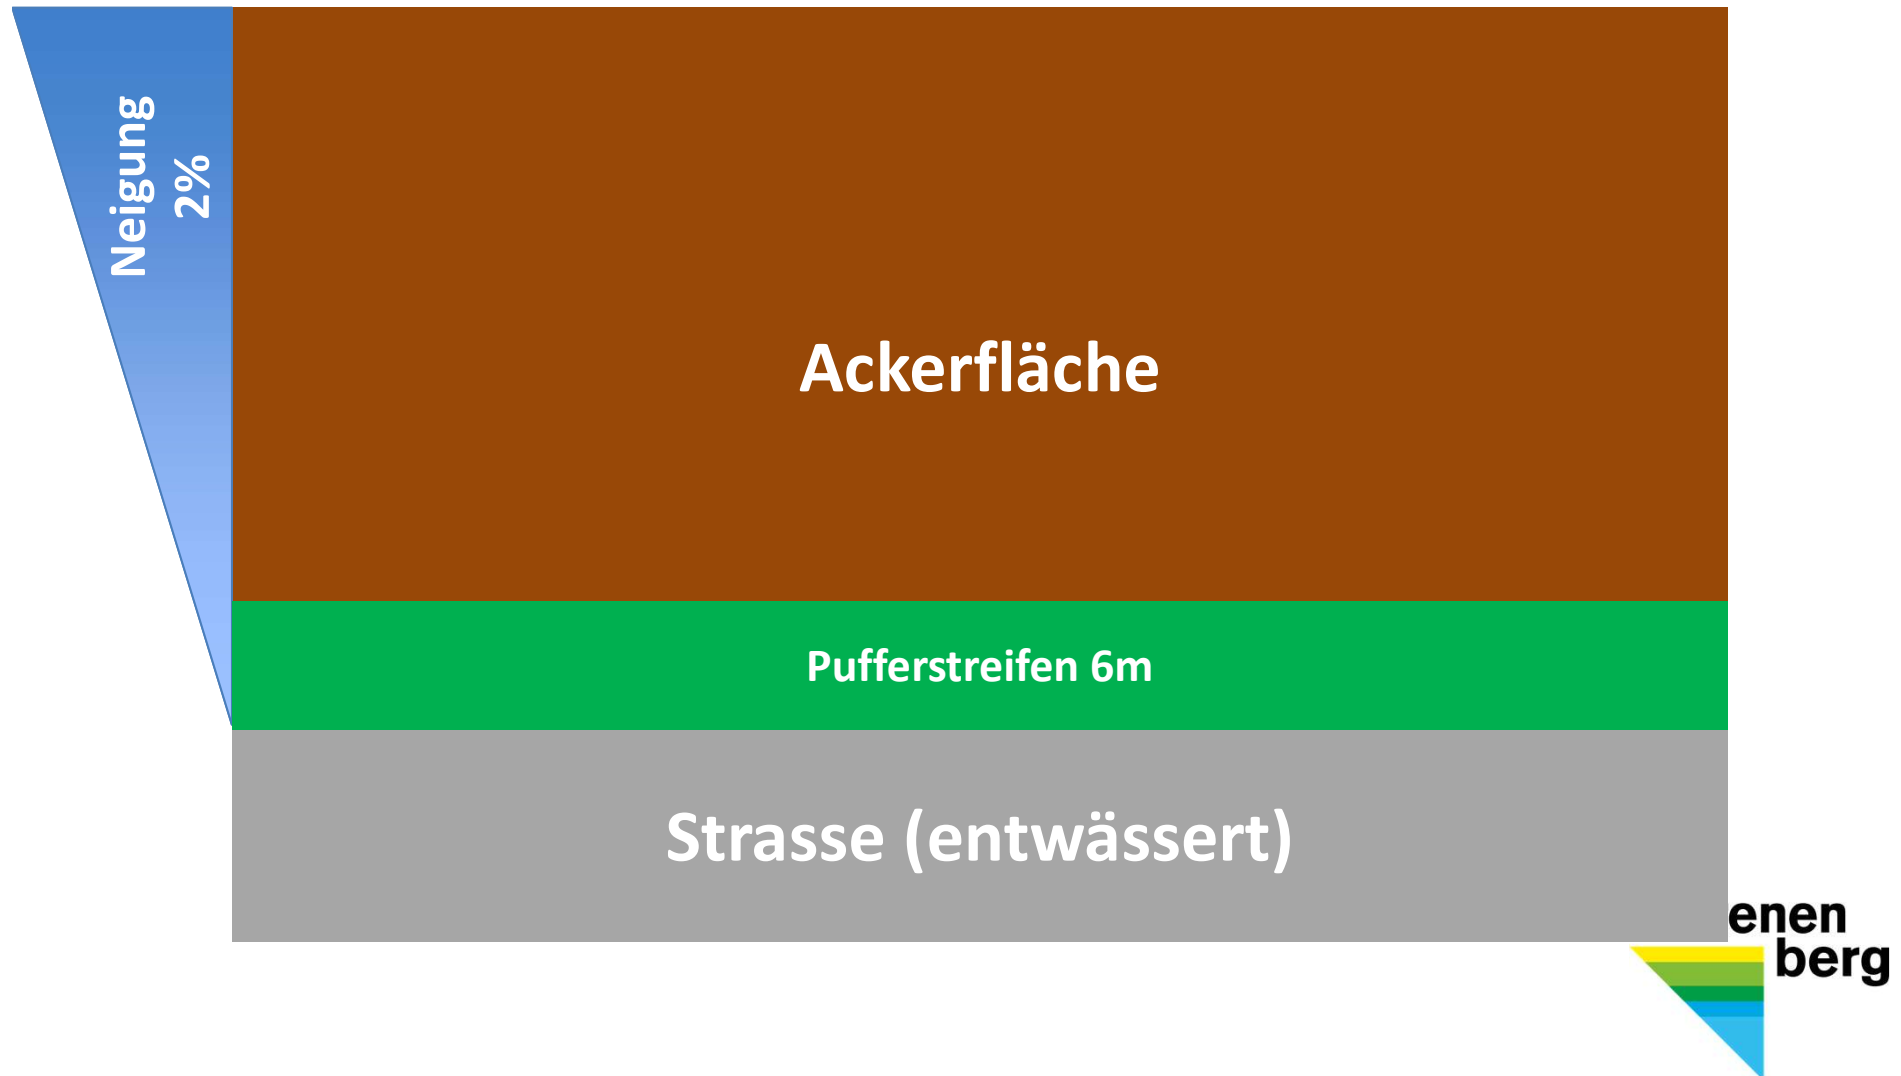 Neigung
2%
Ackerfläche
Pufferstreifen 6m
Strasse (entwässert)
enen
berg